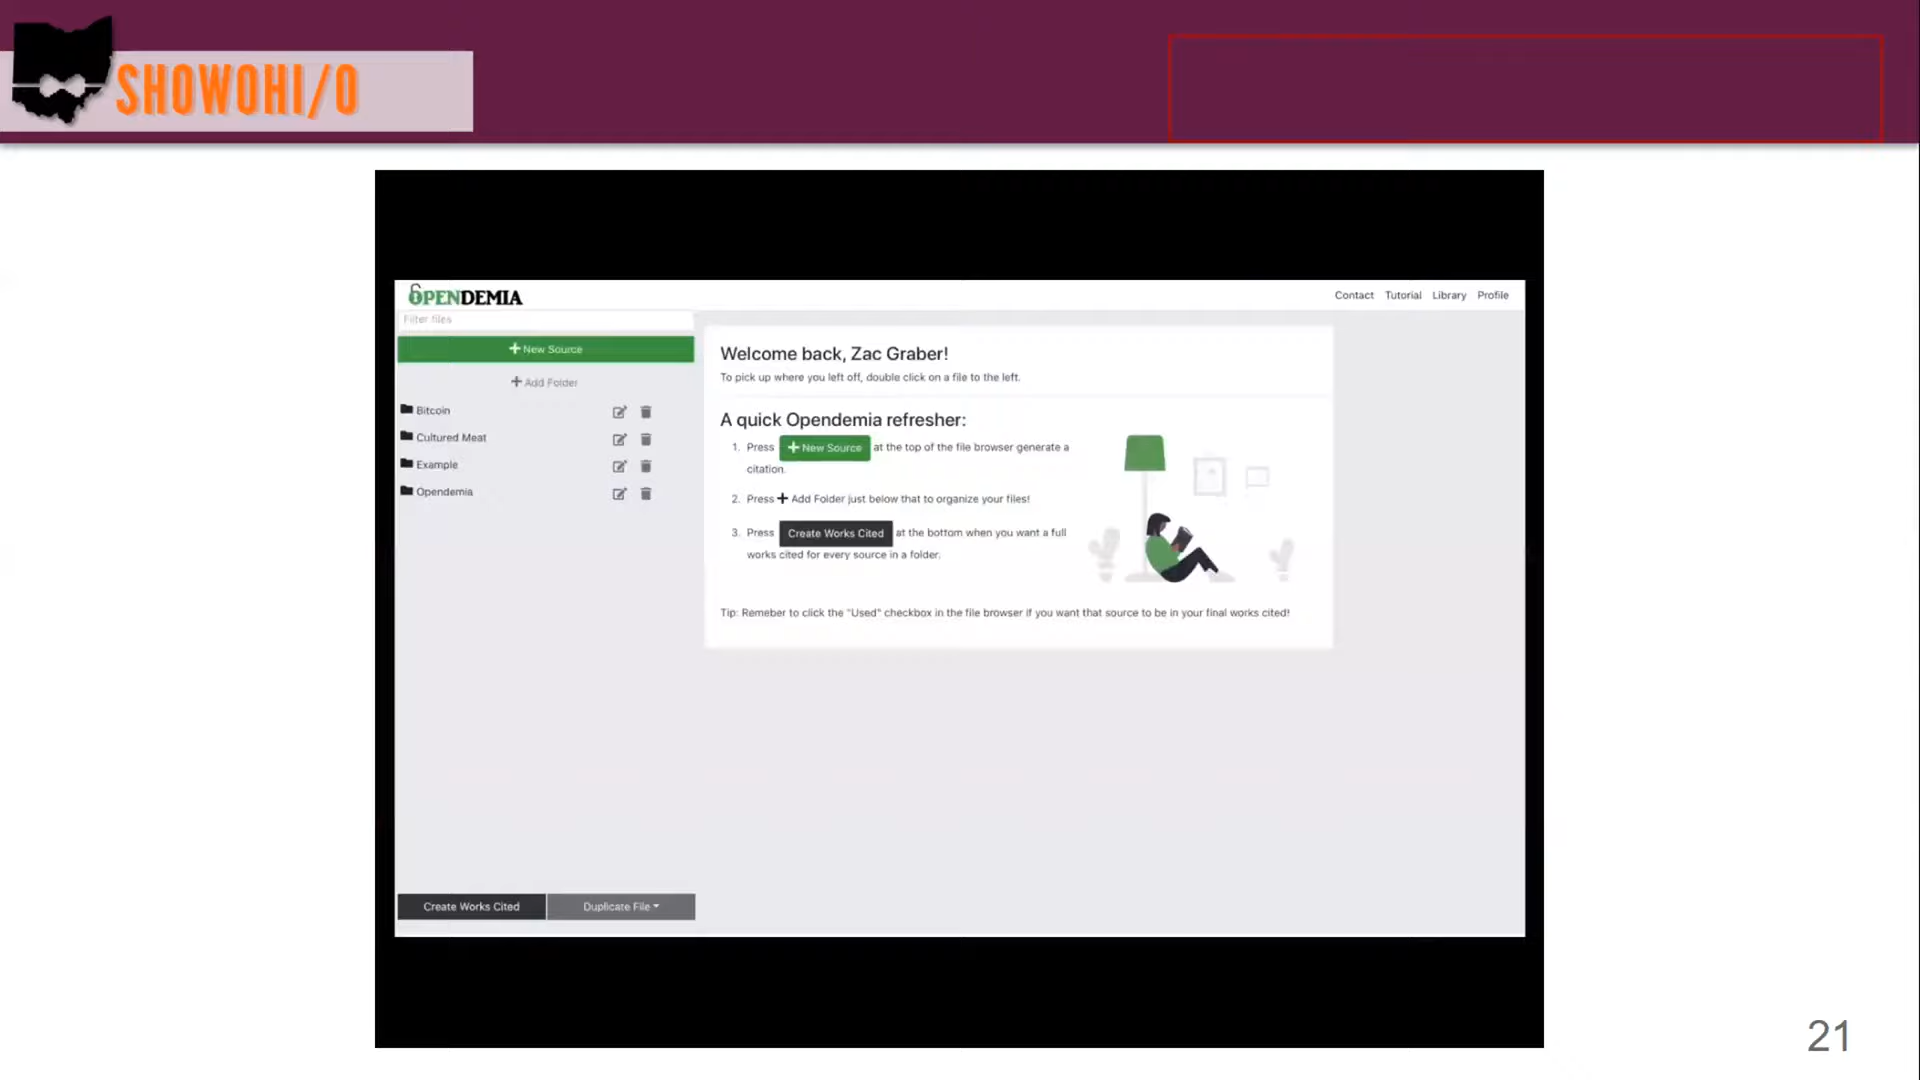 SHOWOHI/O
OPENDEMIA
Contact Tutorial Library Profile
Filter files
New Source
Add Folder
Bitcoin
Cultured Meat
Example
Opendemia
Welcome back, Zac Graber!
To pick up where you left off, double click on a file to the left.
A quick Opendemia refresher:
1. Press New Source at the top of the file browser generate a
citation.
2. Press Add Folder just below that to organize your files!
3. Press Create Works Cited at the bottom when you want a full
works cited for every source in a folder.
Tip: Remeber to click the "Used" checkbox in the file browser if you want that source to be in your final works cited!
Create Works Cited Duplicate File
21